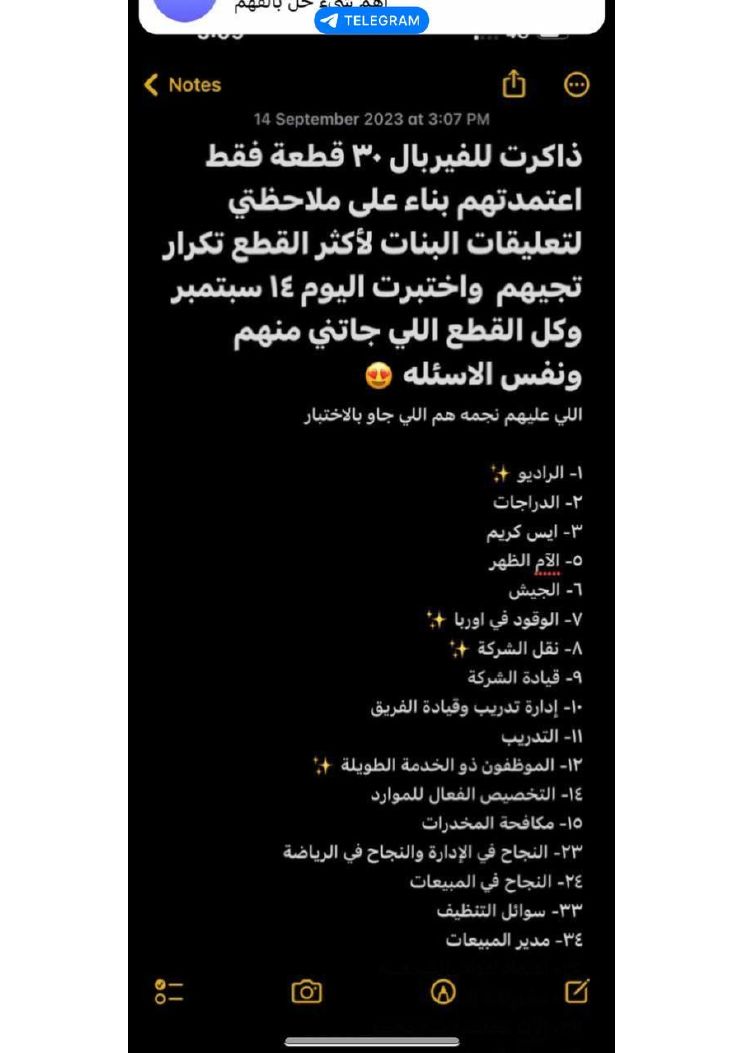 أهم شيء حل بالفهم
TELEGRAM
Notes
14 September 2023 at 3:07 PM
ذاكرت للفيربال ٣٠ قطعة فقط
اعتمدتهم بناء على ملاحظتي
لتعليقات البنات لأكثر القطع تكرار
تجيهم واختبرت اليوم ١٤ سبتمبر
وكل القطع اللي جاتني منهم
ونفس الاسئله 😍
اللي عليهم نجمه هم اللي جاو بالاختبار
١- الراديو ✨
٢- الدراجات
٣- ايس كريم
٥- الآم الظهر
٦- الجيش
٧- الوقود في اوربا ✨
٨- نقل الشركة ✨
٩- قيادة الشركة
١٠- إدارة تدريب وقيادة الفريق
١١- التدريب
١٢- الموظفون ذو الخدمة الطويلة ✨
١٤- التخصيص الفعال للموارد
١٥- مكافحة المخدرات
٢٣- النجاح في الإدارة والنجاح في الرياضة
٢٤- النجاح في المبيعات
٣٣- سوائل التنظيف
٣٤- مدير المبيعات